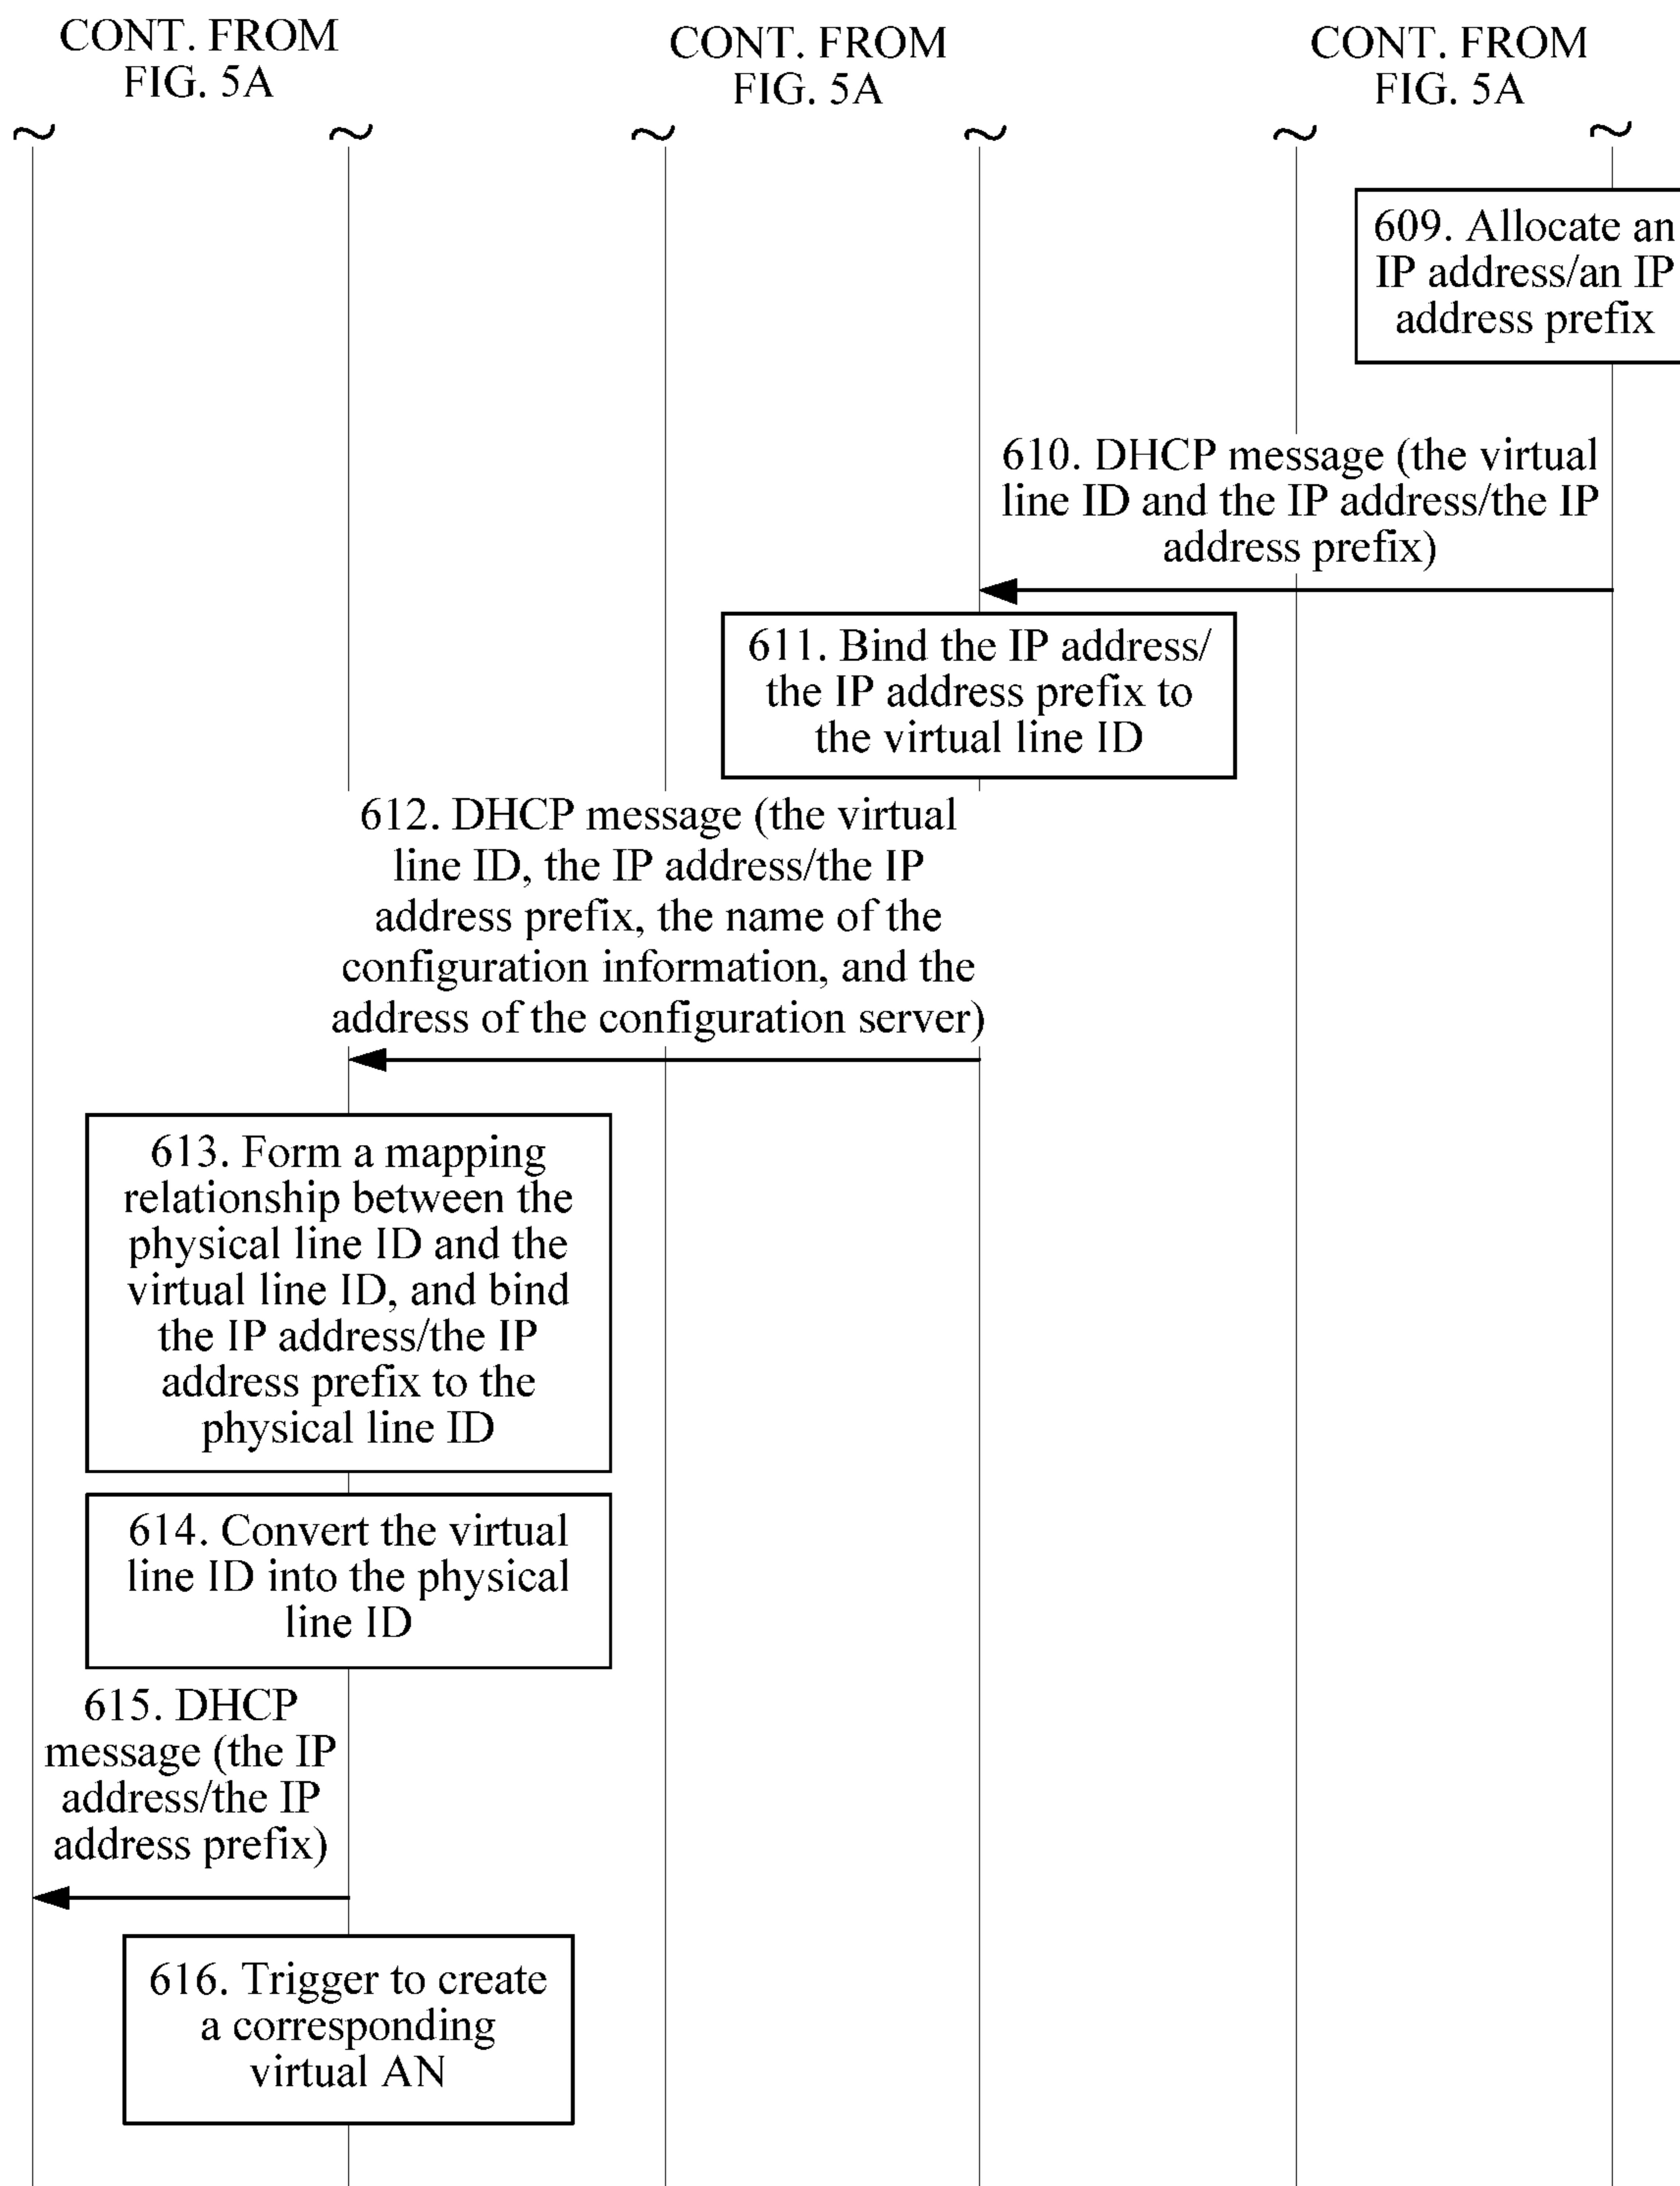 CONT. FROM
FIG. 5A
CONT. FROM
FIG. 5A
CONT. FROM
FIG. 5A
609. Allocate an
IP address/an IP
address prefix
610. DHCP message (the virtual
line ID and the IP address/the IP
address prefix)
611. Bind the IP address/
the IP address prefix to
the virtual line ID
612. DHCP message (the virtual
line ID, the IP address/the IP
address prefix, the name of the
configuration information, and the
address of the configuration server)
613. Form a mapping
relationship between the
physical line ID and the
virtual line ID, and bind
the IP address/the IP
address prefix to the
physical line ID
614. Convert the virtual
line ID into the physical
line ID
615. DHCP
message (the IP
address/the IP
address prefix)
616. Trigger to create
a corresponding
virtual AN